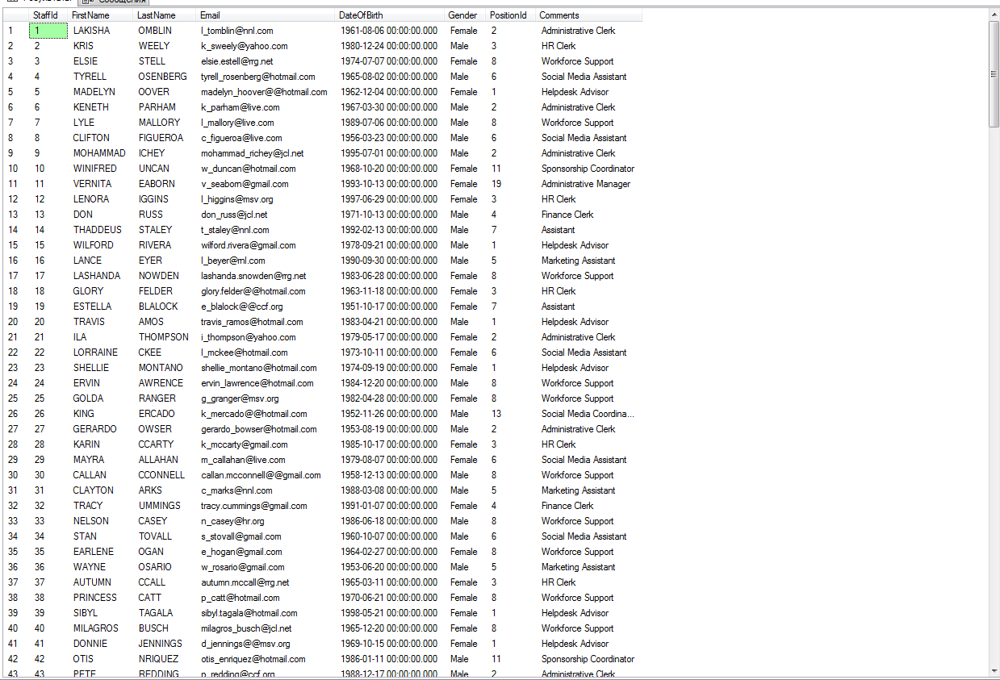 Сообщения
StaffId FirstName LastName Email DateOfBirth Gender PositionId Comments
1 1 LAKISHA OMBLIN l_tomblin@nnl.com 1961-08-06 00:00:00.000 Female 2 Administrative Clerk
2 2 KRIS WEELY k_sweely@yahoo.com 1980-12-24 00:00:00.000 Male 3 HR Clerk
3 3 ELSIE STELL elsie.estell@rrg.net 1974-07-07 00:00:00.000 Female 8 Workforce Support
4 4 TYRELL OSENBERG tyrell_rosenberg@hotmail.com 1965-08-02 00:00:00.000 Male 6 Social Media Assistant
5 5 MADELYN OOVER madelyn_hoover@@hotmail.com 1962-12-04 00:00:00.000 Female 1 Helpdesk Advisor
6 6 KENETH PARHAM k_parham@live.com 1967-03-30 00:00:00.000 Male 2 Administrative Clerk
7 7 LYLE MALLORY l_mallory@live.com 1989-07-06 00:00:00.000 Male 8 Workforce Support
8 8 CLIFTON FIGUEROA c_figueroa@live.com 1956-03-23 00:00:00.000 Male 6 Social Media Assistant
9 9 MOHAMMAD ICHEY mohammad_richey@jcl.net 1995-07-01 00:00:00.000 Male 2 Administrative Clerk
10 10 WINIFRED UNCAN w_duncan@hotmail.com 1968-10-20 00:00:00.000 Female 11 Sponsorship Coordinator
11 11 VERNITA EABORN v_seaborn@gmail.com 1993-10-13 00:00:00.000 Female 19 Administrative Manager
12 12 LENORA IGGINS l_higgins@msv.org 1997-06-29 00:00:00.000 Female 3 HR Clerk
13 13 DON RUSS don_russ@jcl.net 1971-10-13 00:00:00.000 Male 4 Finance Clerk
14 14 THADDEUS STALEY t_staley@nnl.com 1992-02-13 00:00:00.000 Male 7 Assistant
15 15 WILFORD RIVERA wilford.rivera@gmail.com 1978-09-21 00:00:00.000 Male 1 Helpdesk Advisor
16 16 LANCE EYER l_beyer@rnl.com 1990-09-30 00:00:00.000 Male 5 Marketing Assistant
17 17 LASHANDA NOWDEN lashanda.snowden@rrg.net 1983-06-28 00:00:00.000 Female 8 Workforce Support
18 18 GLORY FELDER glory.felder@@hotmail.com 1963-11-18 00:00:00.000 Female 3 HR Clerk
19 19 ESTELLA BLALOCK e_blalock@@ccf.org 1951-10-17 00:00:00.000 Female 7 Assistant
20 20 TRAVIS AMOS travis_ramos@hotmail.com 1983-04-21 00:00:00.000 Male 1 Helpdesk Advisor
21 21 ILA THOMPSON i_thompson@yahoo.com 1979-05-17 00:00:00.000 Female 2 Administrative Clerk
22 22 LORRAINE CKEE l_mckee@hotmail.com 1973-10-11 00:00:00.000 Female 6 Social Media Assistant
23 23 SHELLIE MONTANO shellie_montano@hotmail.com 1974-09-19 00:00:00.000 Female 1 Helpdesk Advisor
24 24 ERVIN AWRENCE ervin_lawrence@hotmail.com 1984-12-20 00:00:00.000 Male 8 Workforce Support
25 25 GOLDA RANGER g_granger@msv.org 1982-04-28 00:00:00.000 Female 8 Workforce Support
26 26 KING ERCADO k_mercado@@hotmail.com 1952-11-26 00:00:00.000 Male 13 Social Media Coordina...
27 27 GERARDO OWSER gerardo_bowser@hotmail.com 1953-08-19 00:00:00.000 Male 2 Administrative Clerk
28 28 KARIN CCARTY k_mccarty@gmail.com 1985-10-17 00:00:00.000 Female 3 HR Clerk
29 29 MAYRA ALLAHAN m_callahan@live.com 1979-08-07 00:00:00.000 Female 6 Social Media Assistant
30 30 CALLAN CCONNELL callan.mcconnell@@gmail.com 1958-12-13 00:00:00.000 Male 8 Workforce Support
31 31 CLAYTON ARKS c_marks@nnl.com 1988-03-08 00:00:00.000 Male 5 Marketing Assistant
32 32 TRACY UMMINGS tracy.cummings@gmail.com 1991-01-07 00:00:00.000 Female 4 Finance Clerk
33 33 NELSON CASEY n_casey@hr.org 1986-06-18 00:00:00.000 Male 8 Workforce Support
34 34 STAN TOVALL s_stovall@gmail.com 1960-10-07 00:00:00.000 Male 6 Social Media Assistant
35 35 EARLENE OGAN e_hogan@gmail.com 1964-02-27 00:00:00.000 Female 8 Workforce Support
36 36 WAYNE OSARIO w_rosario@gmail.com 1953-06-20 00:00:00.000 Male 5 Marketing Assistant
37 37 AUTUMN CCALL autumn.mccall@rrg.net 1965-03-11 00:00:00.000 Female 3 HR Clerk
38 38 PRINCESS CATT p_catt@hotmail.com 1970-06-21 00:00:00.000 Female 8 Workforce Support
39 39 SIBYL TAGALA sibyl.tagala@hotmail.com 1998-05-21 00:00:00.000 Female 1 Helpdesk Advisor
40 40 MILAGROS BUSCH milagros_busch@jcl.net 1965-12-20 00:00:00.000 Female 8 Workforce Support
41 41 DONNIE JENNINGS d_jennings@@msv.org 1969-10-15 00:00:00.000 Female 1 Helpdesk Advisor
42 42 OTIS NRIQUEZ otis_enriquez@hotmail.com 1986-01-11 00:00:00.000 Male 11 Sponsorship Coordinator
43 43 PETE REDDING p_redding@ccf.org 1988-12-17 00:00:00.000 Male 2 Administrative Clerk